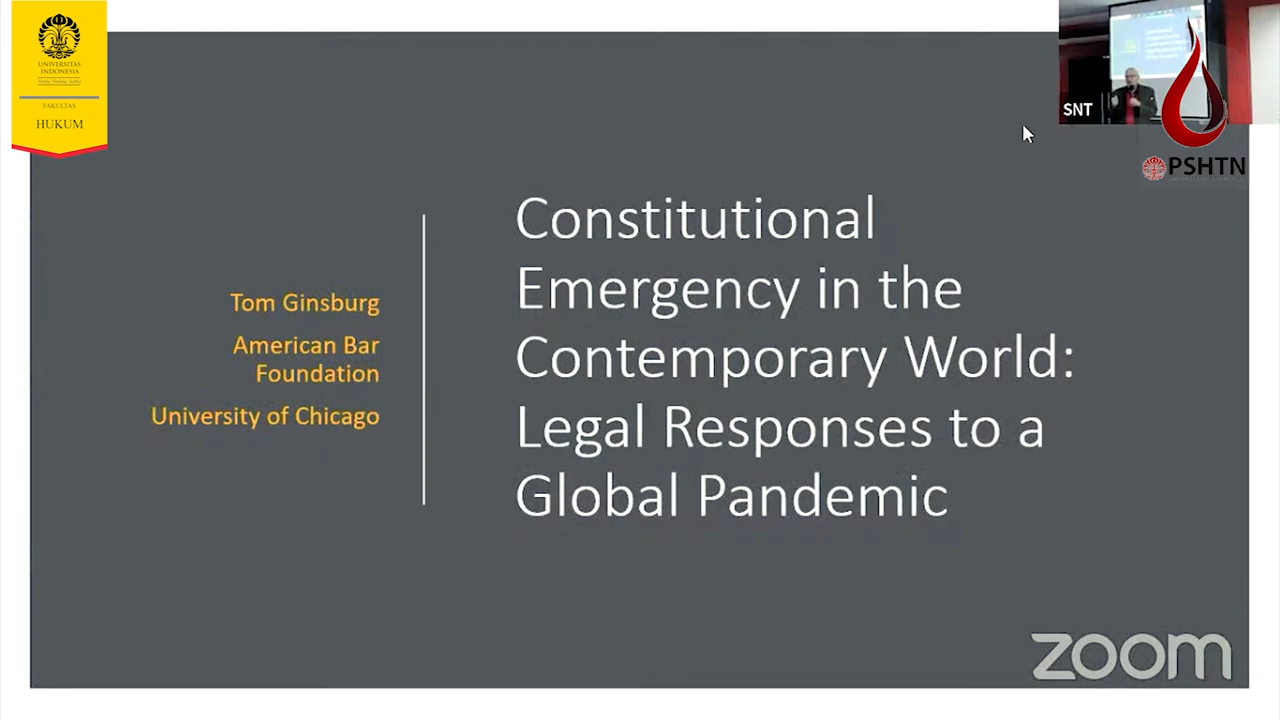 UNIVERSITAS
INDONESIA
FAKULTAS
HUKUM
SNT
PSHTN
Tom Ginsburg
American Bar
Foundation
University of Chicago
Constitutional
Emergency in the
Contemporary World:
Legal Responses to a
Global Pandemic
zoom